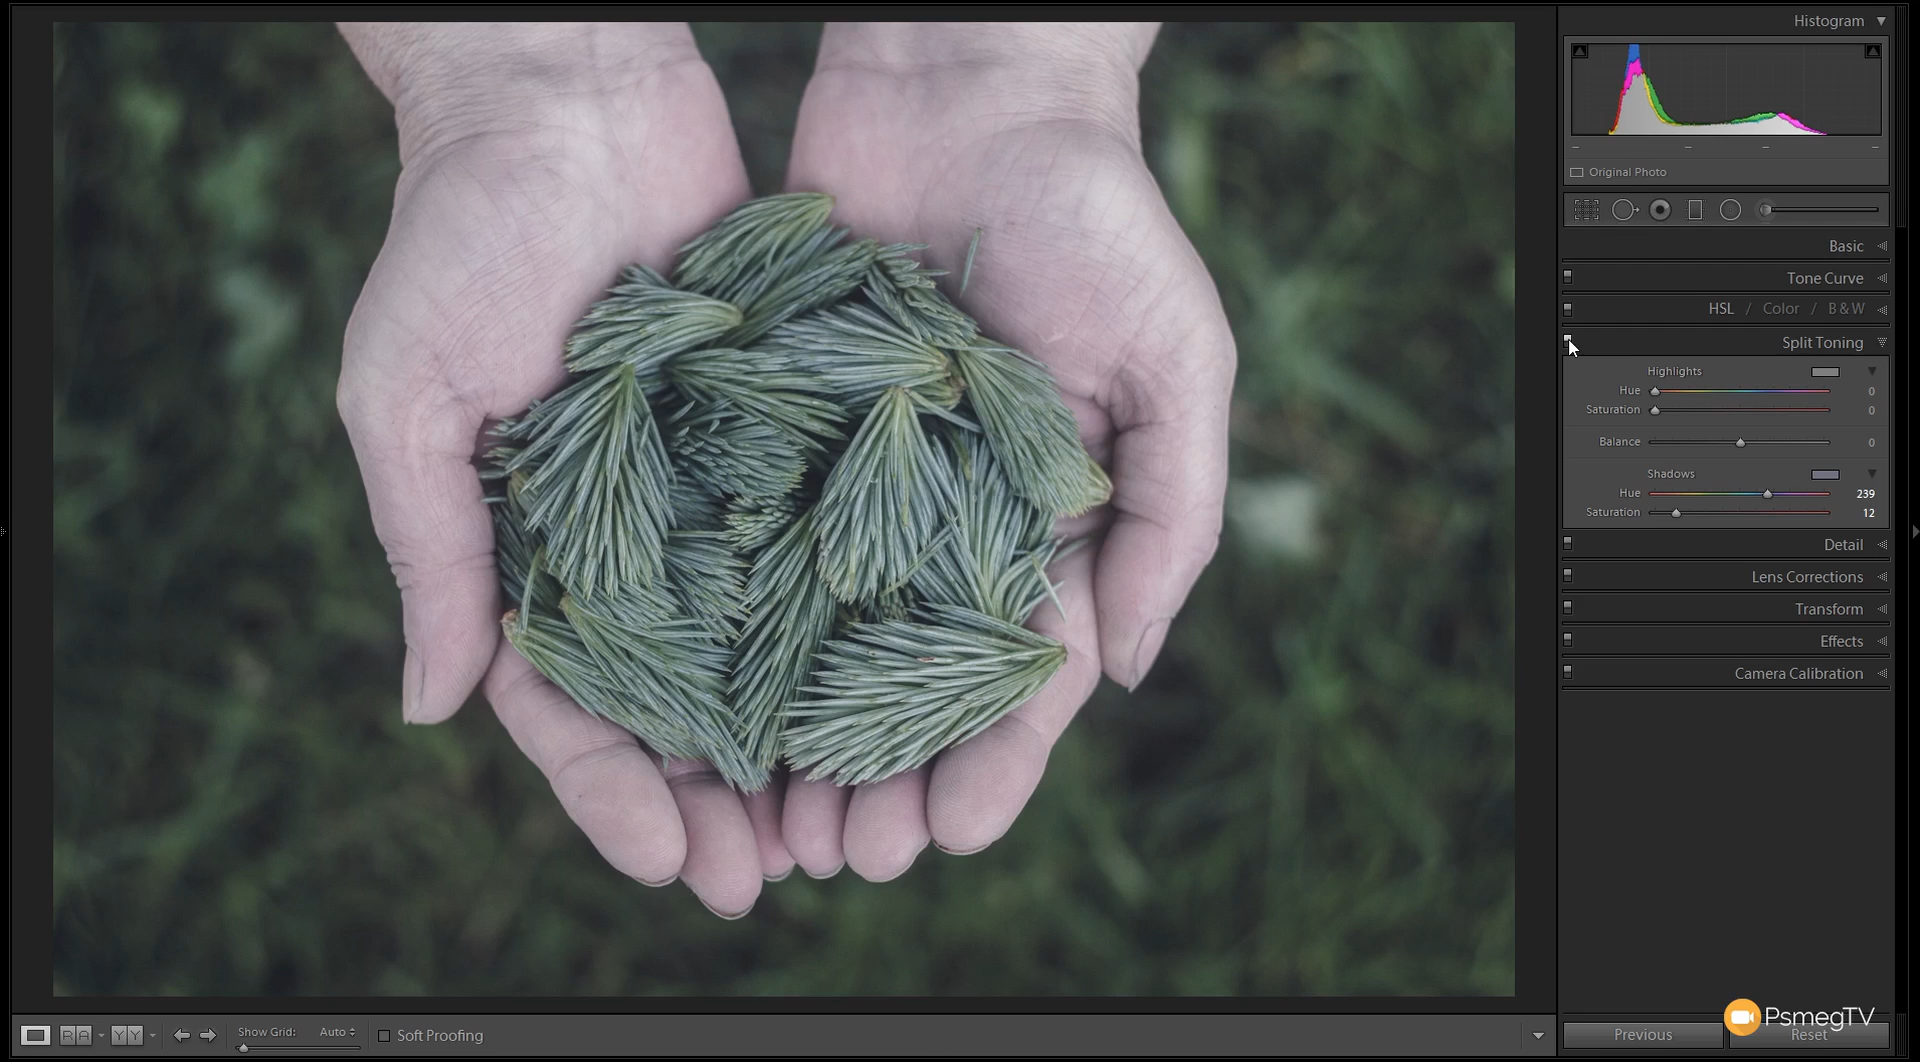 Histogram
Original Photo
Basic
Tone Curve
HSL / Color / B & W
Split Toning
Highlights
Hue 0
Saturation 0
Balance 0
Shadows
Hue 239
Saturation 12
Detail
Lens Corrections
Transform
Effects
Camera Calibration
R A Y Y Show Grid: Auto Soft Proofing
PsmegTV
Previous Reset